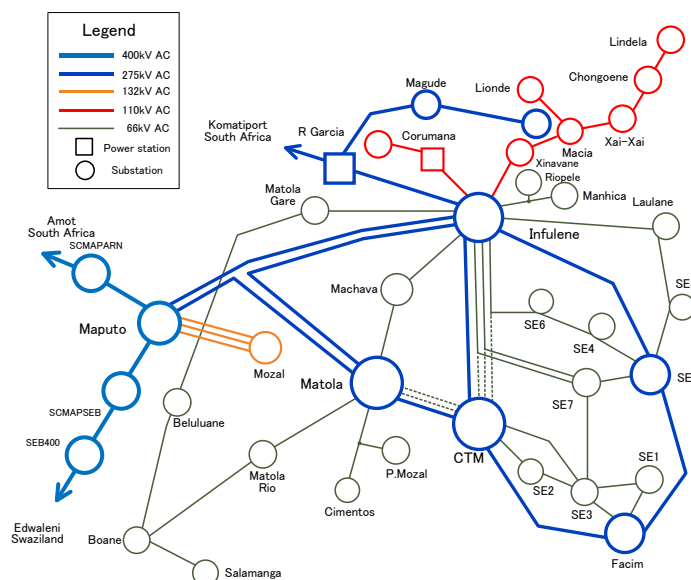 Legend
400kV AC
275kV AC
132kV AC
110kV AC
66kV AC
Power station
Substation
Lindela
Chongoene
Xai-Xai
Lionde
Macia
Magude
Komatiport
South Africa
R Garcia
Corumana
Xinavane
Riopele
Manhica
Matola
Gare
Infulene
Laulane
Amot
South Africa
SCMAPARN
Maputo
Machava
SE
SE6
SE4
Mozal
Matola
SE7
SE
SCMAPSEB
Beluluane
SEB400
CTM
Matola
Rio
P.Mozal
SE2
SE1
SE3
Cimentos
Edwaleni
Swaziland
Boane
Facim
Salamanga